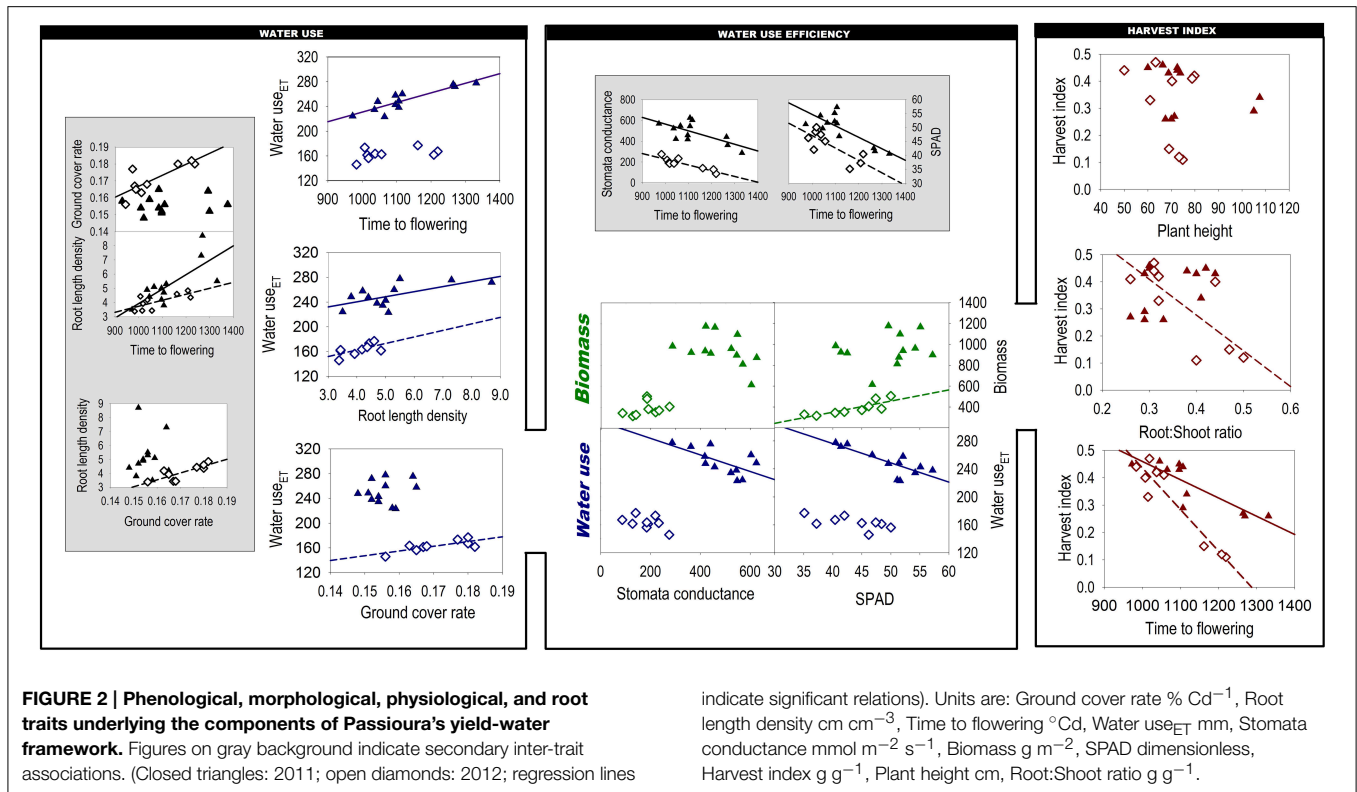 WATER USE
WATER USE EFFICIENCY
HARVEST INDEX
Ground cover rate
0.19
0.18
0.17
0.16
0.15
0.14
Root length density
8
7
6
5
4
3
900 1000 1100 1200 1300 1400
Time to flowering
Root length density
9
8
7
6
5
4
3
0.14 0.15 0.16 0.17 0.18 0.19
Ground cover rate
Water use ET
320
280
240
200
160
120
900 1000 1100 1200 1300 1400
Time to flowering
Water use ET
320
280
240
200
160
120
3.0 4.0 5.0 6.0 7.0 8.0 9.0
Root length density
Water use ET
320
280
240
200
160
120
0.14 0.15 0.16 0.17 0.18 0.19
Ground cover rate
Stomata conductance
800
600
400
200
0
900 1000 1100 1200 1300 1400
Time to flowering
60
55
50
45
40
35
30
SPAD
900 1000 1100 1200 1300 1400
Time to flowering
Biomass
1400
1200
1000
800
600
400
Biomass
Water use
280
240
200
160
120
Water use ET
0 200 400 600
Stomata conductance
30 35 40 45 50 55 60
SPAD
Harvest index
0.5
0.4
0.3
0.2
0.1
0.0
40 50 60 70 80 90 100 110 120
Plant height
Harvest index
0.5
0.4
0.3
0.2
0.1
0.0
0.2 0.3 0.4 0.5 0.6
Root:Shoot ratio
Harvest index
0.5
0.4
0.3
0.2
0.1
0.0
900 1000 1100 1200 1300 1400
Time to flowering
FIGURE 2 | Phenological, morphological, physiological, and root
traits underlying the components of Passioura's yield-water
framework. Figures on gray background indicate secondary inter-trait
associations. (Closed triangles: 2011; open diamonds: 2012; regression lines
indicate significant relations). Units are: Ground cover rate % Cd⁻¹, Root
length density cm cm⁻³, Time to flowering °Cd, Water use ET mm, Stomata
conductance mmol m⁻² s⁻¹, Biomass g m⁻², SPAD dimensionless,
Harvest index g g⁻¹, Plant height cm, Root:Shoot ratio g g⁻¹.